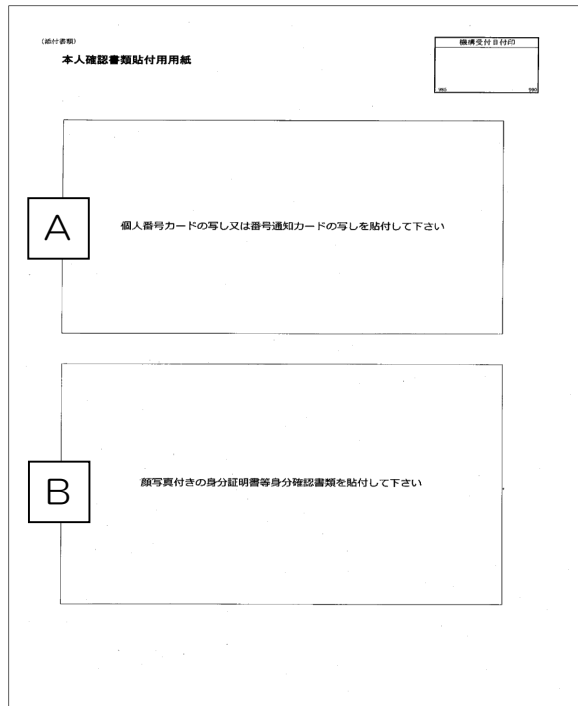 (添付書類)
機構受付日付印
本人確認書類貼付用用紙
A
個人番号カードの写し又は番号通知カードの写しを貼付して下さい
B
顔写真付きの身分証明書等身分確認書類を貼付して下さい